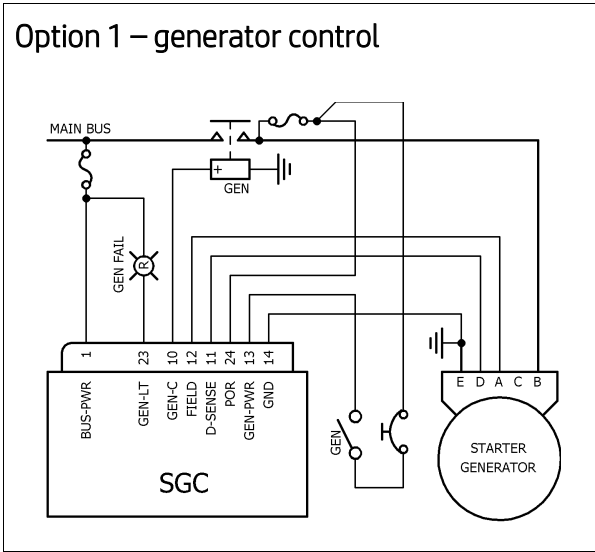 Option 1 – generator control
MAIN BUS
GEN
GEN FAIL
R
+
1
23
10
12
11
24
13
14
BUS-PWR
GEN-LT
GEN-C
FIELD
D-SENSE
POR
GEN-PWR
GND
SGC
GEN
E D A C B
STARTER
GENERATOR